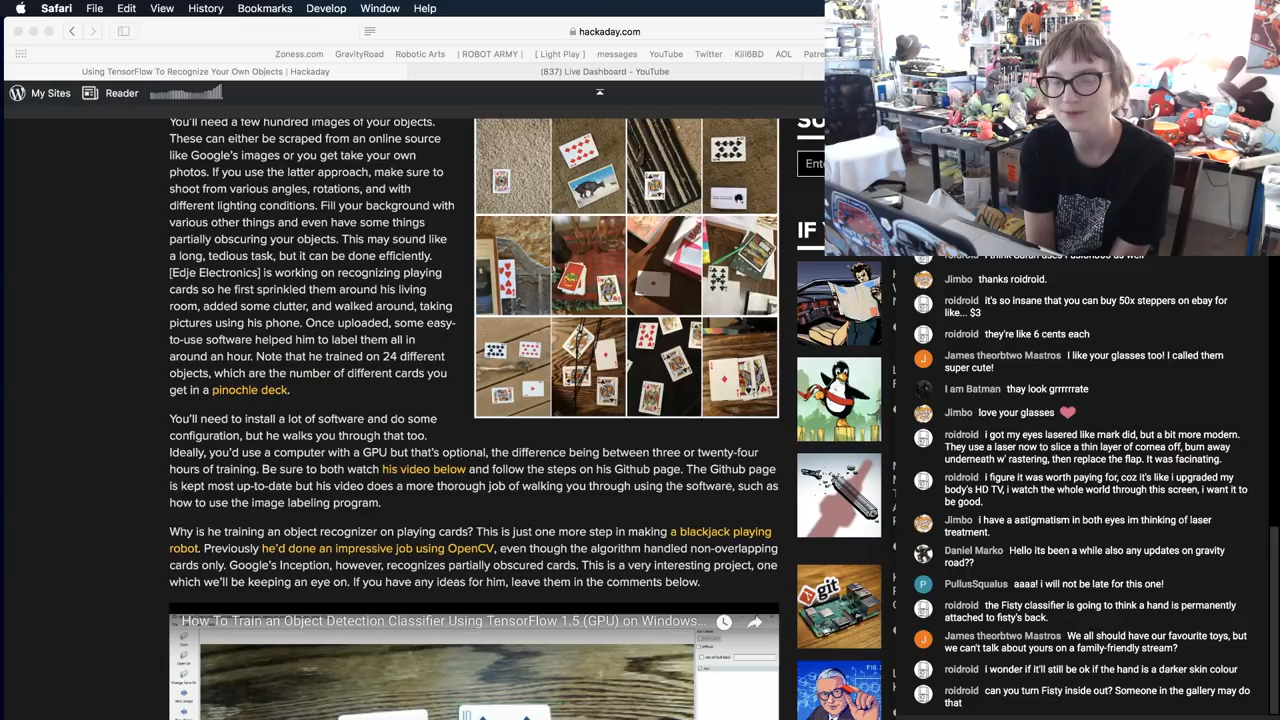 Safari File Edit View History Bookmarks Develop Window Help
hackaday.com
Zoness.com GravityRoad Robotic Arts | ROBOT ARMY | [ Light Play ] messages YouTube Twitter Kill6BD AOL Patre
Using TensorFlow To Recognize Your Own Objects | Hackaday
(837) Live Dashboard - YouTube
My Sites Reader
You'll need a few hundred images of your objects.
These can either be scraped from an online source
like Google's images or you get take your own
photos. If you use the latter approach, make sure to
shoot from various angles, rotations, and with
different lighting conditions. Fill your background with
various other things and even have some things
partially obscuring your objects. This may sound like
a long, tedious task, but it can be done efficiently.
[Edje Electronics] is working on recognizing playing
cards so he first sprinkled them around his living
room, added some clutter, and walked around, taking
pictures using his phone. Once uploaded, some easy-
to-use software helped him to label them all in
around an hour. Note that he trained on 24 different
objects, which are the number of different cards you
get in a pinochle deck.
You'll need to install a lot of software and do some
configuration, but he walks you through that too.
Ideally, you'd use a computer with a GPU but that's optional, the difference being between three or twenty-four
hours of training. Be sure to both watch his video below and follow the steps on his Github page. The Github page
is kept most up-to-date but his video does a more thorough job of walking you through using the software, such as
how to use the image labeling program.
Why is he training an object recognizer on playing cards? This is just one more step in making a blackjack playing
robot. Previously he'd done an impressive job using OpenCV, even though the algorithm handled non-overlapping
cards only. Google's Inception, however, recognizes partially obscured cards. This is a very interesting project, one
which we'll be keeping an eye on. If you have any ideas for him, leave them in the comments below.
How To Train an Object Detection Classifier Using TensorFlow 1.5 (GPU) on Windows...
SU
Ente
IF Y
git
FIG.
Jimbo thanks roidroid.
roidroid it's so insane that you can buy 50x steppers on ebay for
like... $3
roidroid they're like 6 cents each
James theorbtwo Mastros I like your glasses too! I called them
super cute!
I am Batman thay look grrrrrate
Jimbo love your glasses
roidroid i got my eyes lasered like mark did, but a bit more modern.
They use a laser now to slice a thin layer of cornea off, burn away
underneath w' rastering, then replace the flap. It was facinating.
roidroid i figure it was worth paying for, coz it's like i upgraded my
body's HD TV, i watch the whole world through this screen, i want it to
be good.
Jimbo i have a astigmatism in both eyes im thinking of laser
treatment.
Daniel Marko Hello its been a while also any updates on gravity
road??
PullusSqualus aaaa! i will not be late for this one!
roidroid the Fisty classifier is going to think a hand is permanently
attached to fisty's back.
James theorbtwo Mastros We all should have our favourite toys, but
we can't talk about yours on a family-friendly stream?
roidroid i wonder if it'll still be ok if the hand is a darker skin colour
roidroid can you turn Fisty inside out? Someone in the gallery may do
that